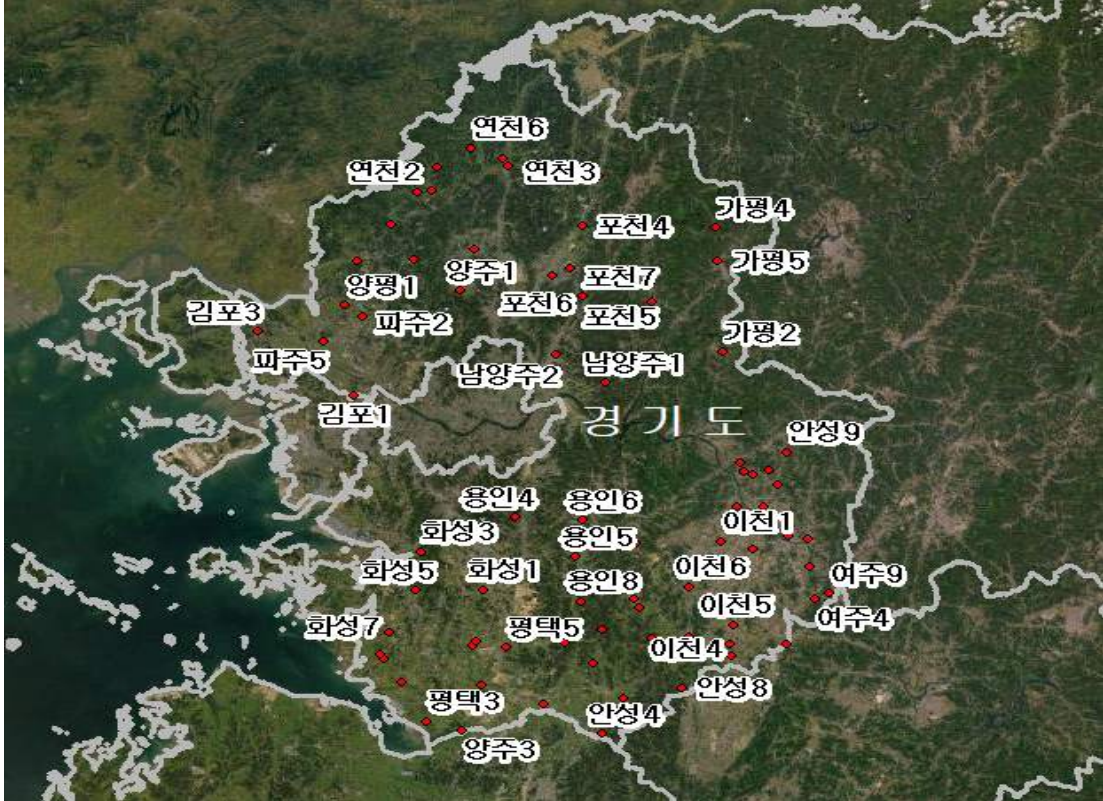 연천6
연천2
연천3
가평4
포천4
가평5
양주1
포천7
양평1
포천6
포천5
김포3
파주2
가평2
파주5
남양주2
남양주1
김포1
경기도
안성9
용인4
용인6
이천1
화성3
용인5
화성5
화성1
용인8
이천6
여주9
이천5
여주4
화성7
평택5
이천4
안성8
평택3
안성4
양주3